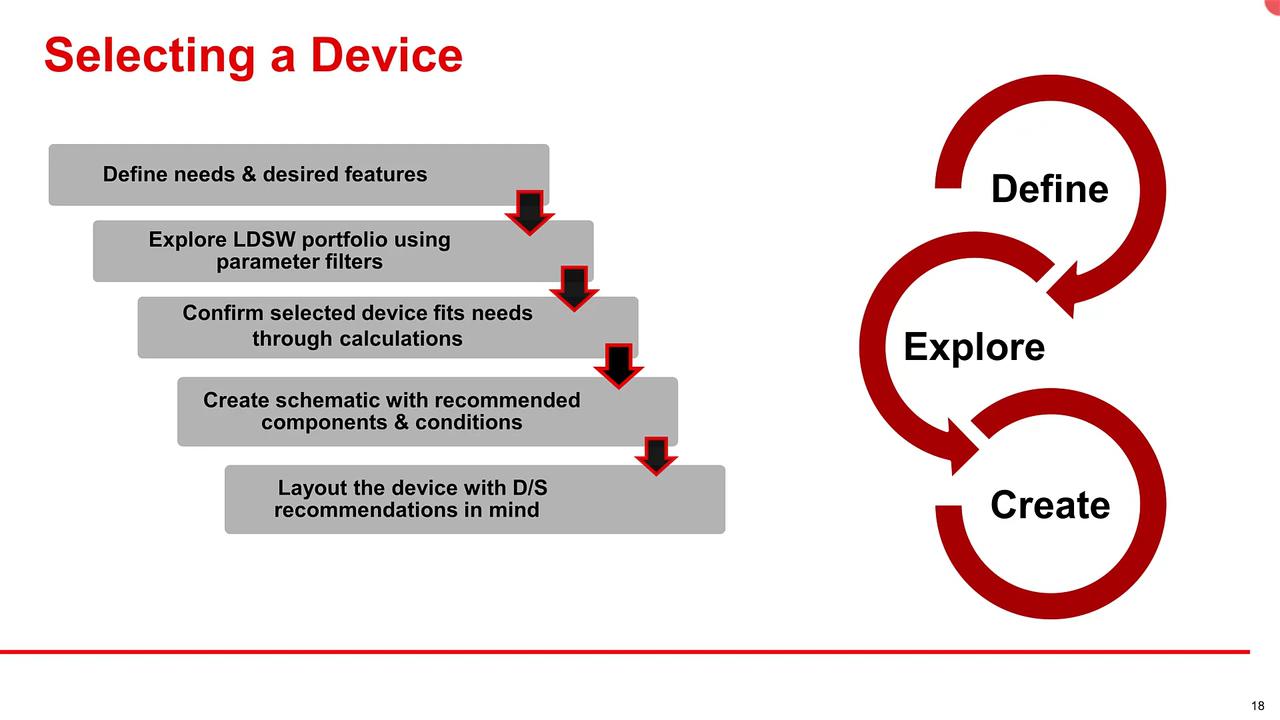 Selecting a Device
Define needs & desired features
Explore LDSW portfolio using
parameter filters
Confirm selected device fits needs
through calculations
Create schematic with recommended
components & conditions
Layout the device with D/S
recommendations in mind
Define
Explore
Create
18